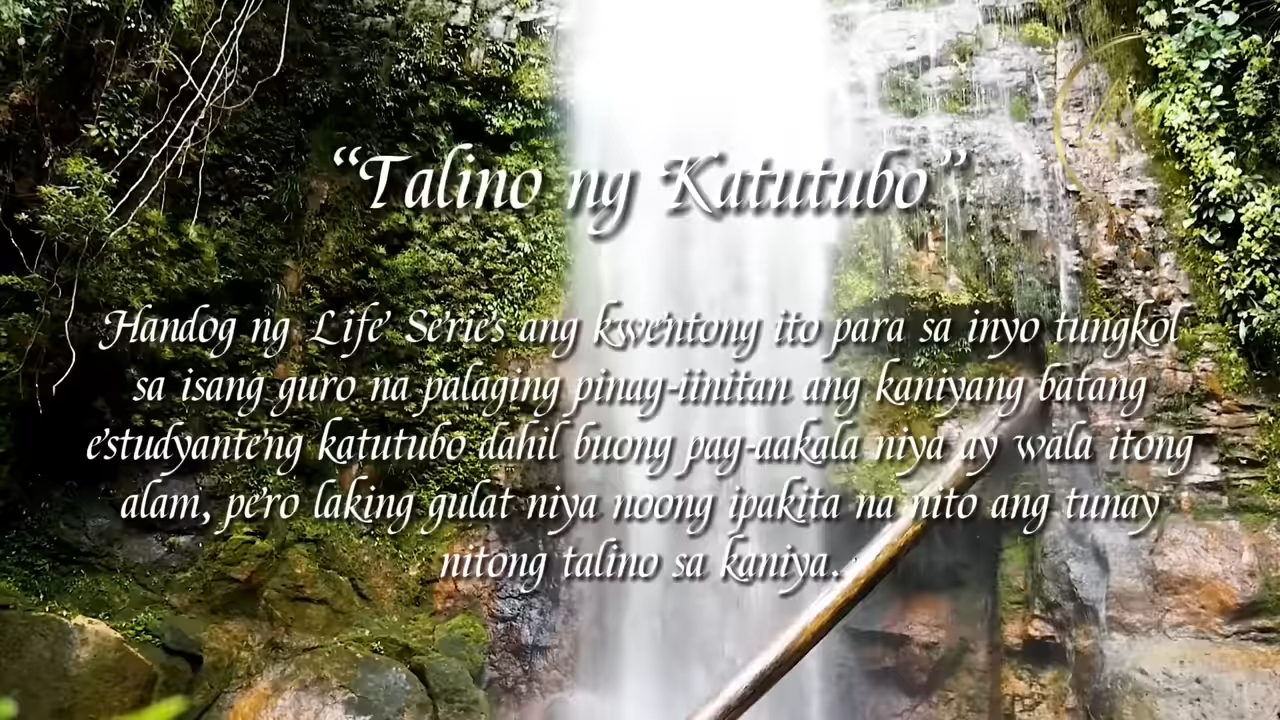 “Talino ng Katutubo”
Handog ng Life Series ang kwentong ito para sa inyo tungkol
sa isang guro na palaging pinag-iinitan ang kaniyang batang
estudyanteng katutubo dahil buong pag-aakala niya ay wala itong
alam, pero laking gulat niya noong ipakita na nito ang tunay
nitong talino sa kaniya...